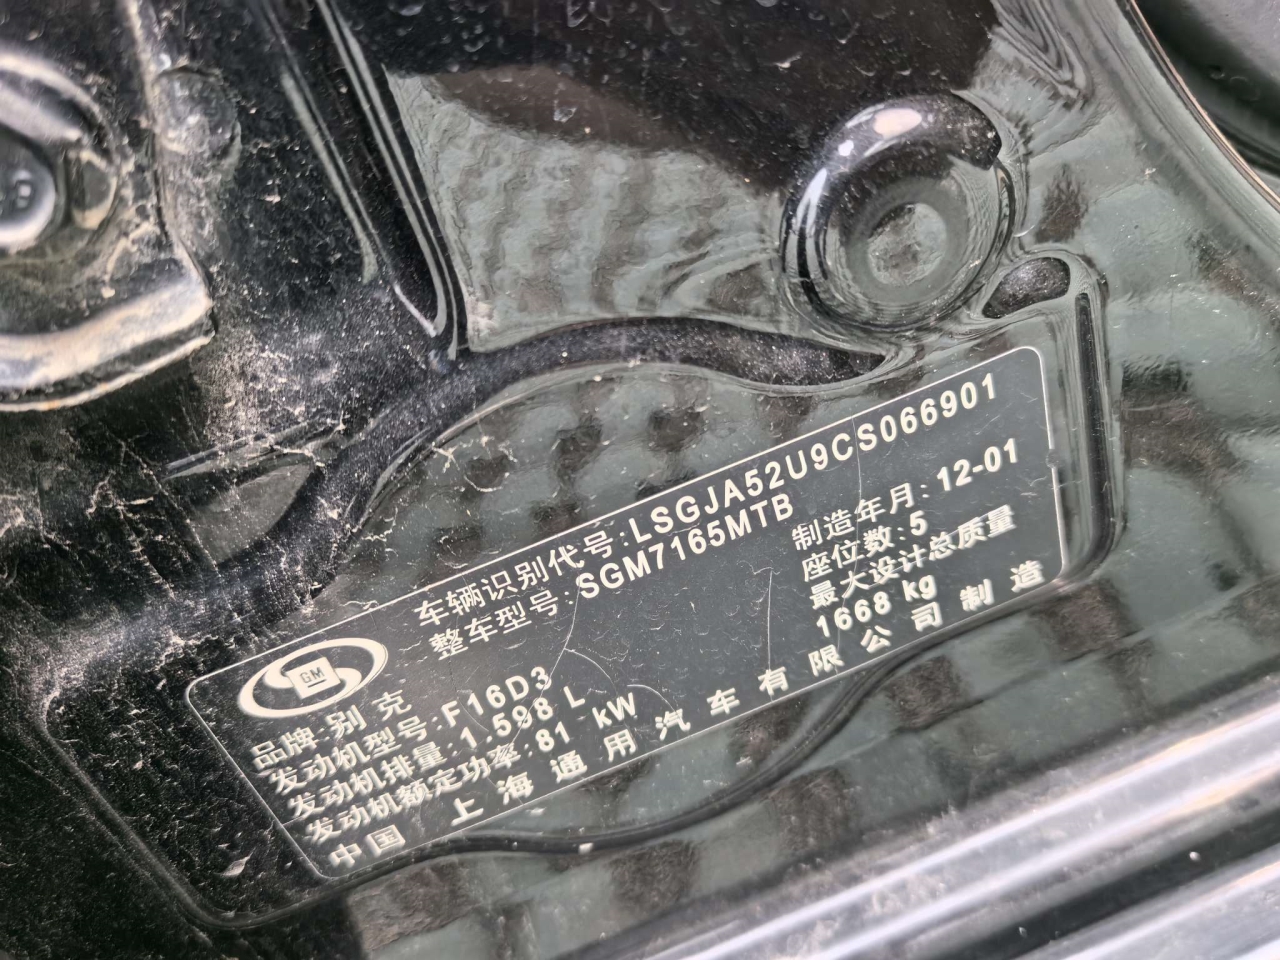 车辆识别代号:LSGJA52U9CS066901
整车型号:SGM7165MTB
制造年月:12-01
座位数:5
最大设计总质量
1668 kg
GM
品牌:别克
发动机型号:F16D3
发动机排量:1.598 L
发动机额定功率:81 kW
中国 上海通用汽车有限公司制造